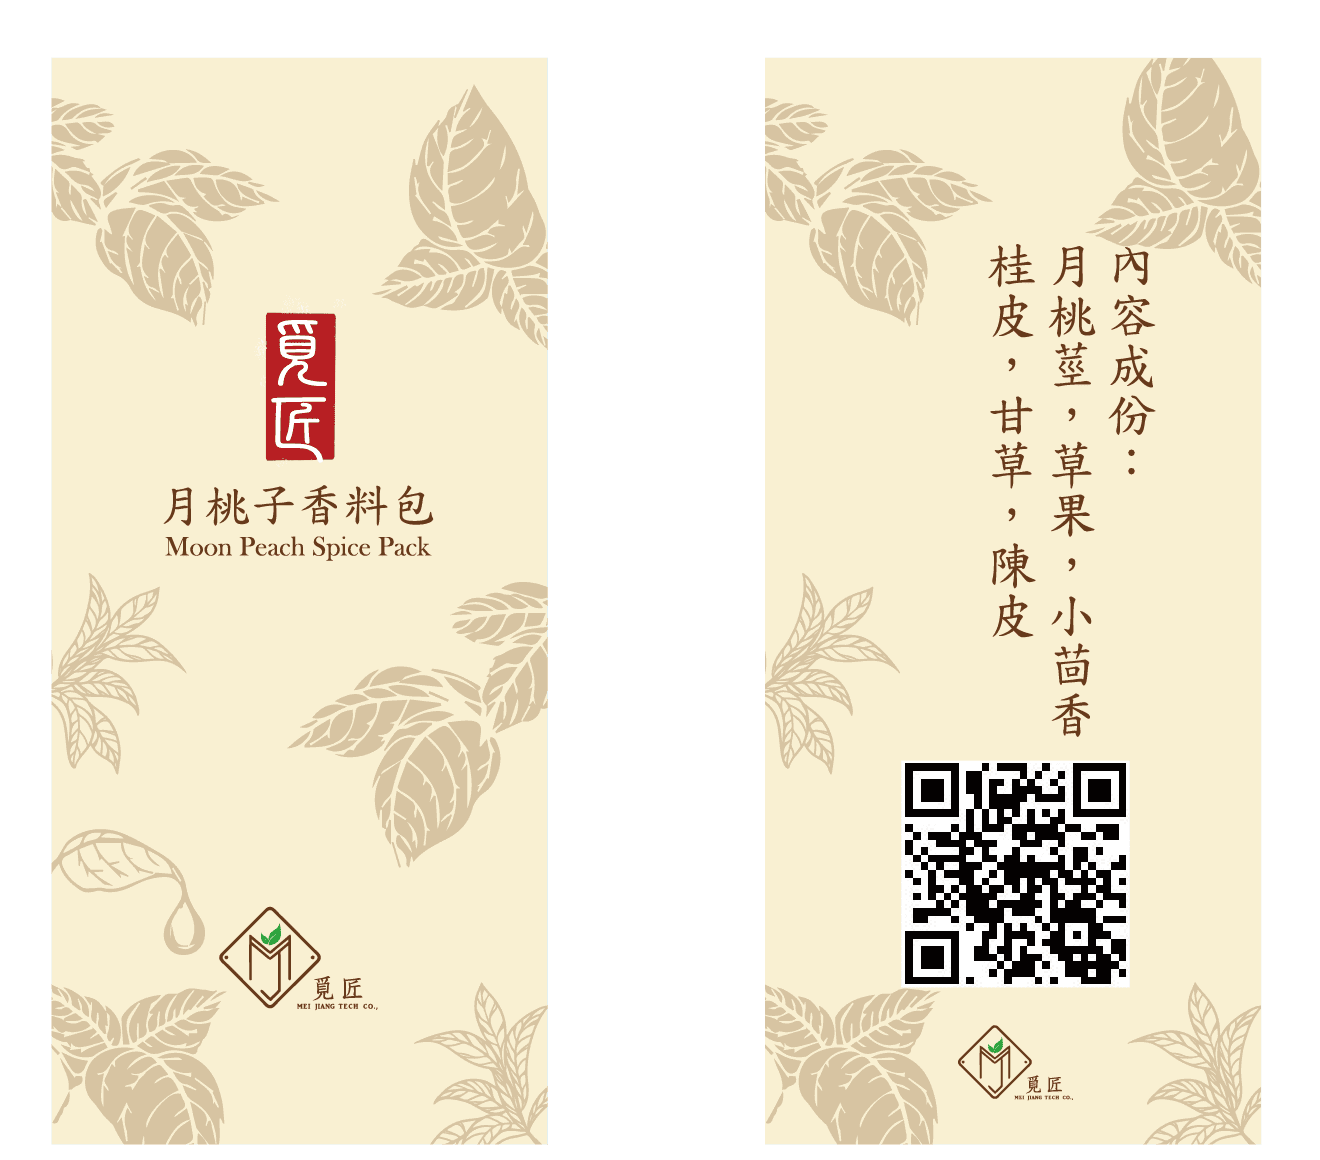 覓匠
月桃子香料包
Moon Peach Spice Pack
覓匠
MEI JIANG TECH CO.,
內容成份：
月桃莖，草果，小茴香
桂皮，甘草，陳皮
覓匠
MEI JIANG TECH CO.,